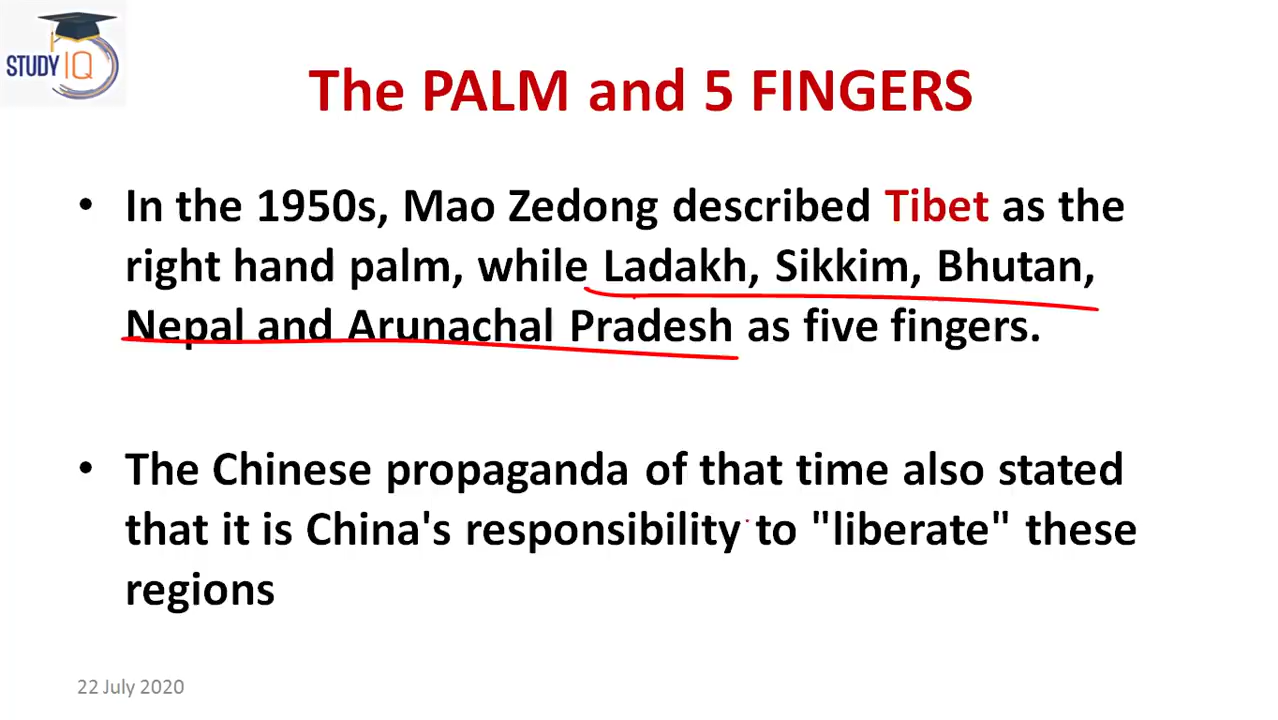 STUDY IQ
The PALM and 5 FINGERS
• In the 1950s, Mao Zedong described Tibet as the
right hand palm, while Ladakh, Sikkim, Bhutan,
Nepal and Arunachal Pradesh as five fingers.
• The Chinese propaganda of that time also stated
that it is China's responsibility to "liberate" these
regions
22 July 2020